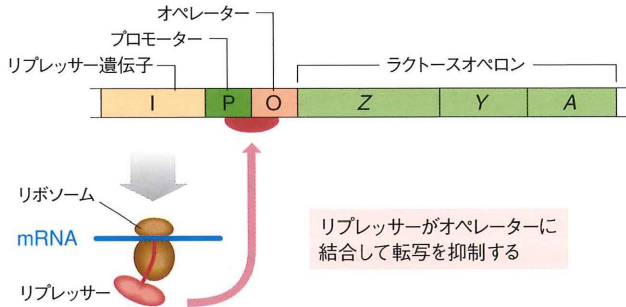 オペレーター
プロモーター
リプレッサー遺伝子
ラクトースオペロン
I P O Z Y A
リボソーム
mRNA
リプレッサー
リプレッサーがオペレーターに
結合して転写を抑制する